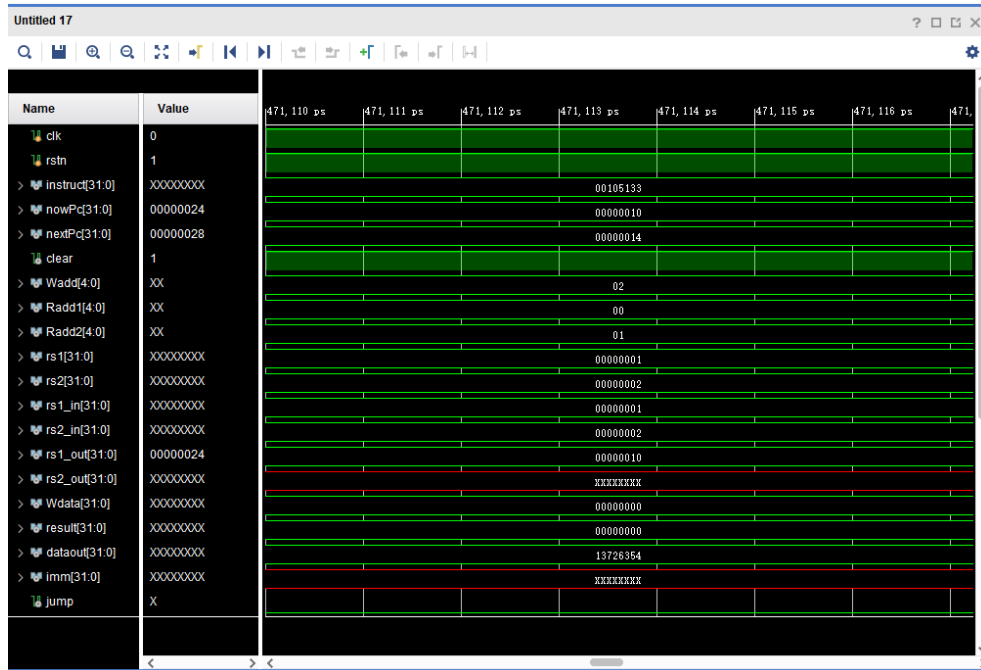 Untitled 17
Name Value
471,110 ps 471,111 ps 471,112 ps 471,113 ps 471,114 ps 471,115 ps 471,116 ps 471,
clk 0
rstn 1
instruct[31:0] XXXXXXXX 00105133
nowPc[31:0] 00000024 00000010
nextPc[31:0] 00000028 00000014
clear 1
Wadd[4:0] XX 02
Radd1[4:0] XX 00
Radd2[4:0] XX 01
rs1[31:0] XXXXXXXX 00000001
rs2[31:0] XXXXXXXX 00000002
rs1_in[31:0] XXXXXXXX 00000001
rs2_in[31:0] XXXXXXXX 00000002
rs1_out[31:0] 00000024 00000010
rs2_out[31:0] XXXXXXXX XXXXXXXX
Wdata[31:0] XXXXXXXX 00000000
result[31:0] XXXXXXXX 00000000
dataout[31:0] XXXXXXXX 13726354
imm[31:0] XXXXXXXX XXXXXXXX
jump X